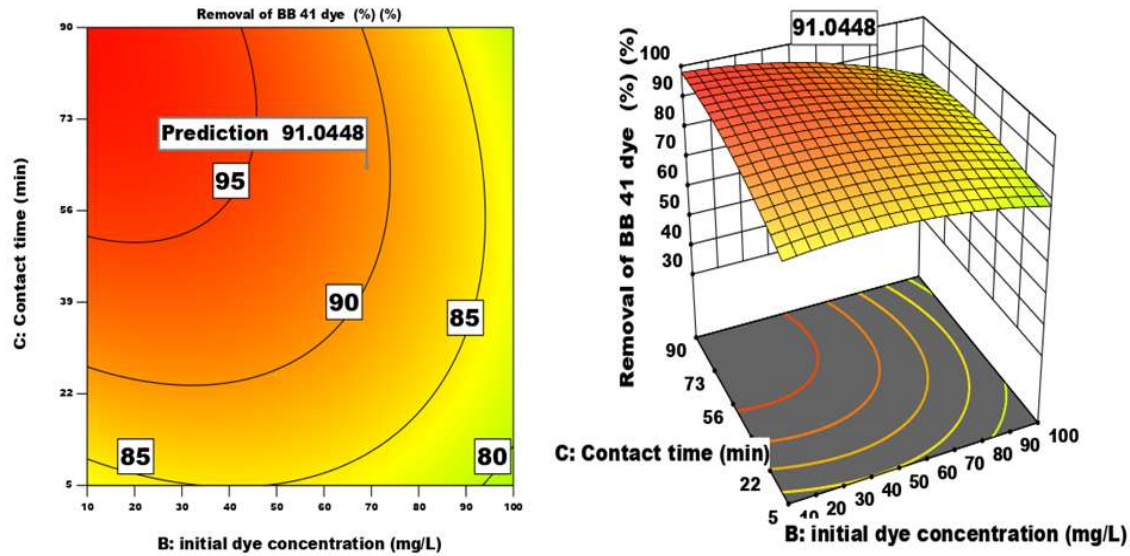 Removal of BB 41 dye (%) (%)
90
73
56
39
22
5
C: Contact time (min)
Prediction 91.0448
95
90
85
85
80
10 20 30 40 50 60 70 80 90 100
B: initial dye concentration (mg/L)
91.0448
Removal of BB 41 dye (%) (%)
100
90
80
70
60
50
40
30
90
73
56
22
5
C: Contact time (min)
10 20 30 40 50 60 70 80 90 100
B: initial dye concentration (mg/L)